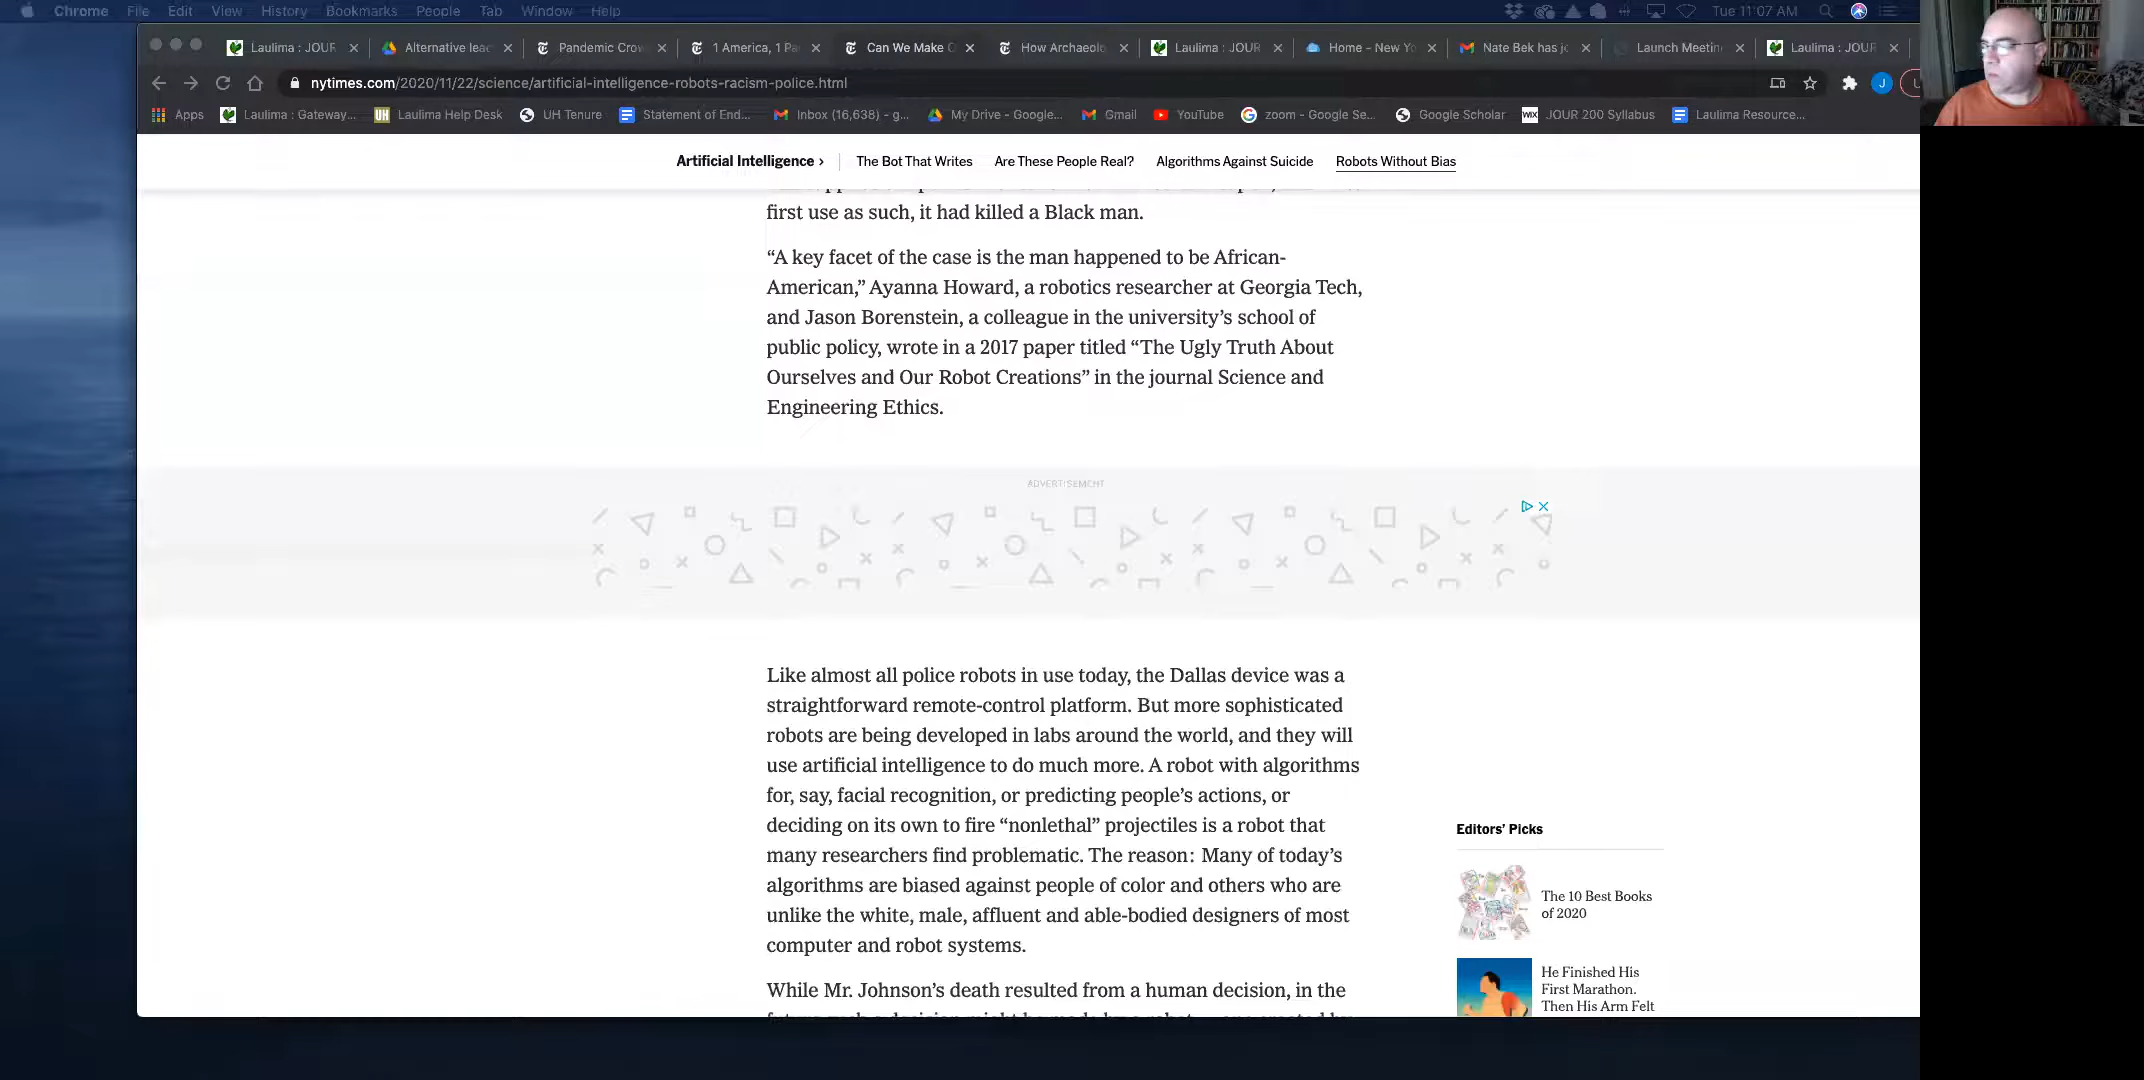 Chrome File Edit View History Bookmarks People Tab Window Help Tue 11:07 AM
Laulima : JOUR Alternative lea Pandemic Crow 1 America, 1 Pa Can We Make How Archaeolo Laulima : JOUR Home - New Yo Nate Bek has jo Launch Meetin Laulima : JOUR
nytimes.com/2020/11/22/science/artificial-intelligence-robots-racism-police.html J
Apps Laulima : Gateway... UH Laulima Help Desk UH Tenure Statement of End... Inbox (16,638) - g... My Drive - Google... Gmail YouTube zoom - Google Se... Google Scholar WIX JOUR 200 Syllabus Laulima Resource...
Artificial Intelligence › The Bot That Writes Are These People Real? Algorithms Against Suicide Robots Without Bias
first use as such, it had killed a Black man.
“A key facet of the case is the man happened to be African-
American,” Ayanna Howard, a robotics researcher at Georgia Tech,
and Jason Borenstein, a colleague in the university’s school of
public policy, wrote in a 2017 paper titled “The Ugly Truth About
Ourselves and Our Robot Creations” in the journal Science and
Engineering Ethics.
ADVERTISEMENT
Like almost all police robots in use today, the Dallas device was a
straightforward remote-control platform. But more sophisticated
robots are being developed in labs around the world, and they will
use artificial intelligence to do much more. A robot with algorithms
for, say, facial recognition, or predicting people’s actions, or
deciding on its own to fire “nonlethal” projectiles is a robot that
many researchers find problematic. The reason: Many of today’s
algorithms are biased against people of color and others who are
unlike the white, male, affluent and able-bodied designers of most
computer and robot systems.
While Mr. Johnson’s death resulted from a human decision, in the
Editors’ Picks
The 10 Best Books
of 2020
He Finished His
First Marathon.
Then His Arm Felt